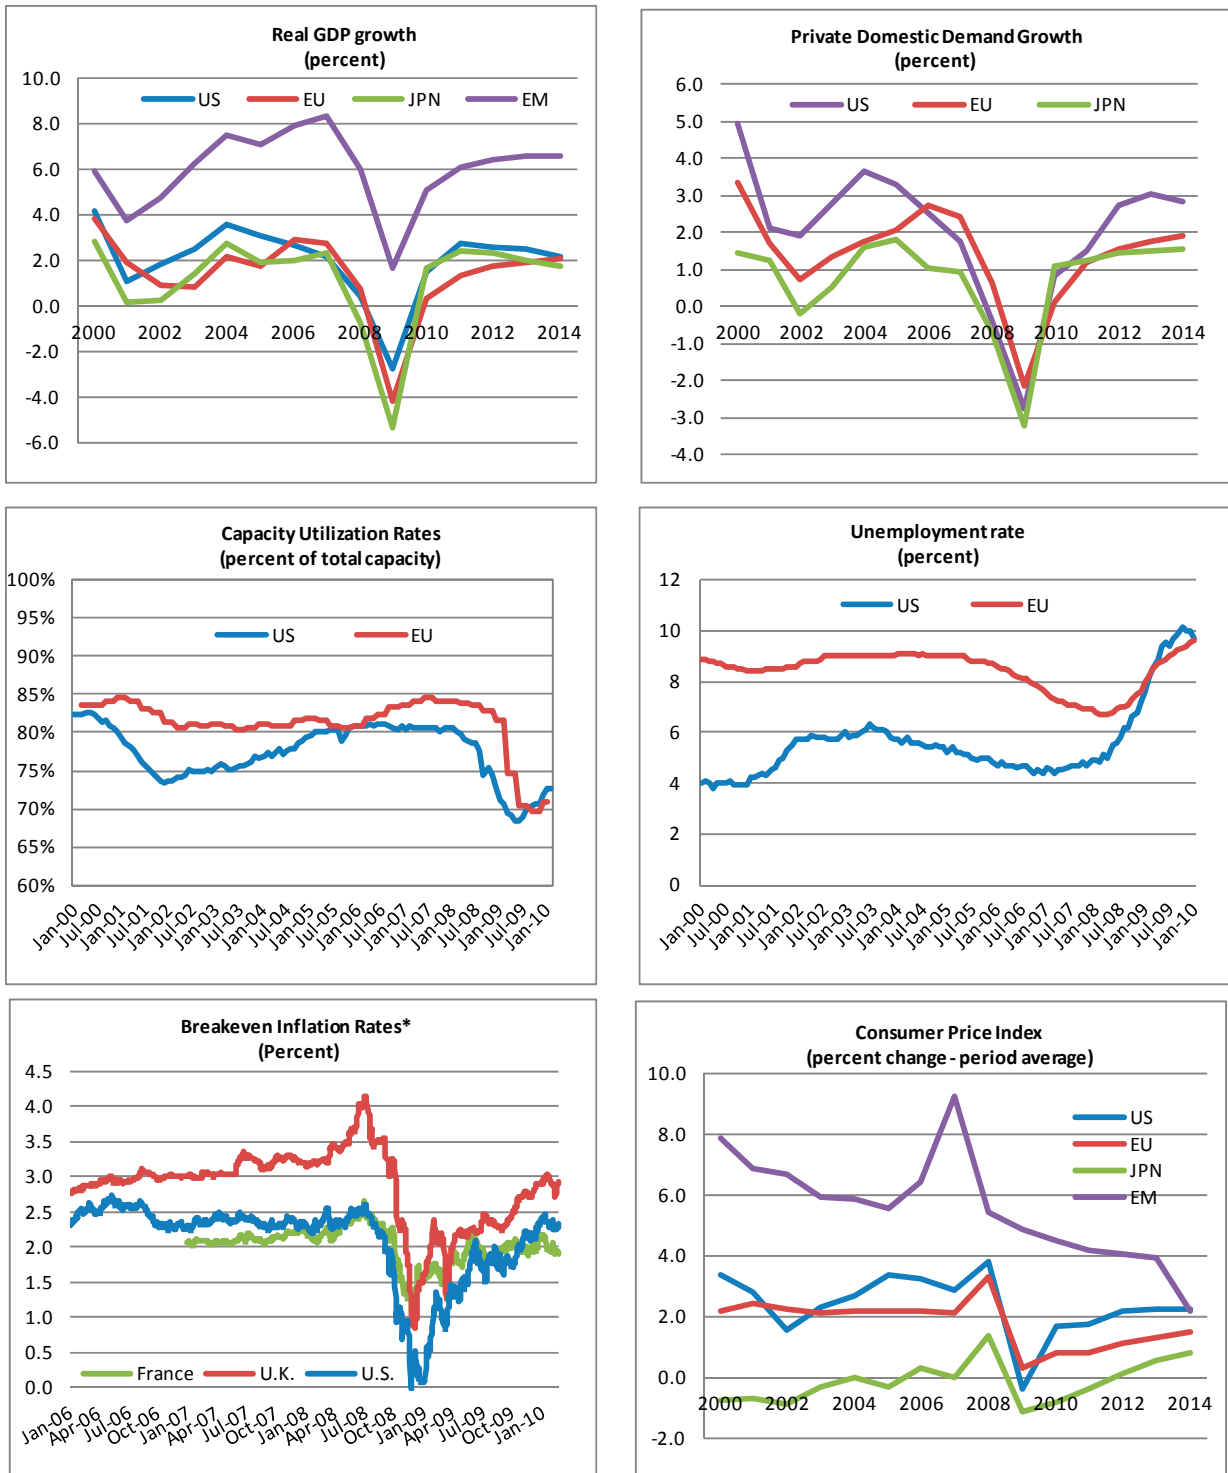 Real GDP growth
(percent)
10.0
8.0
6.0
4.0
2.0
0.0
-2.0
-4.0
-6.0
US EU JPN EM
2000 2002 2004 2006 2008 2010 2012 2014
Private Domestic Demand Growth
(percent)
6.0
5.0
4.0
3.0
2.0
1.0
0.0
-1.0
-2.0
-3.0
-4.0
US EU JPN
2000 2002 2004 2006 2008 2010 2012 2014
Capacity Utilization Rates
(percent of total capacity)
100%
95%
90%
85%
80%
75%
70%
65%
60%
US EU
Jan-00 Jul-00 Jan-01 Jul-01 Jan-02 Jul-02 Jan-03 Jul-03 Jan-04 Jul-04 Jan-05 Jul-05 Jan-06 Jul-06 Jan-07 Jul-07 Jan-08 Jul-08 Jan-09 Jul-09 Jan-10
Unemployment rate
(percent)
12
10
8
6
4
2
0
US EU
Jan-00 Jul-00 Jan-01 Jul-01 Jan-02 Jul-02 Jan-03 Jul-03 Jan-04 Jul-04 Jan-05 Jul-05 Jan-06 Jul-06 Jan-07 Jul-07 Jan-08 Jul-08 Jan-09 Jul-09 Jan-10
Breakeven Inflation Rates*
(Percent)
4.5
4.0
3.5
3.0
2.5
2.0
1.5
1.0
0.5
0.0
France U.K. U.S.
Jan-06 Apr-06 Jul-06 Oct-06 Jan-07 Apr-07 Jul-07 Oct-07 Jan-08 Apr-08 Jul-08 Oct-08 Jan-09 Apr-09 Jul-09 Oct-09 Jan-10
Consumer Price Index
(percent change - period average)
10.0
8.0
6.0
4.0
2.0
0.0
-2.0
US
EU
JPN
EM
2000 2002 2004 2006 2008 2010 2012 2014